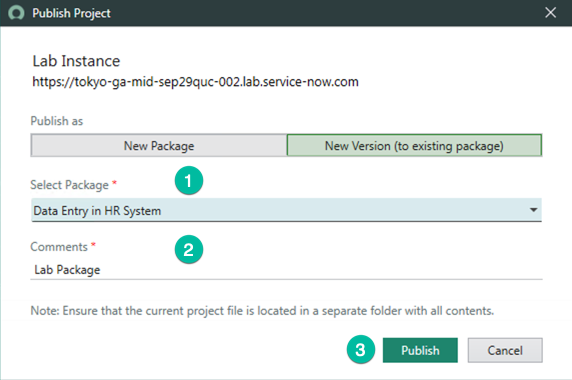 Publish Project
Lab Instance
https://tokyo-ga-mid-sep29quc-002.lab.service-now.com
Publish as
New Package New Version (to existing package)
1
Select Package *
Data Entry in HR System
2
Comments *
Lab Package
Note: Ensure that the current project file is located in a separate folder with all contents.
3 Publish Cancel